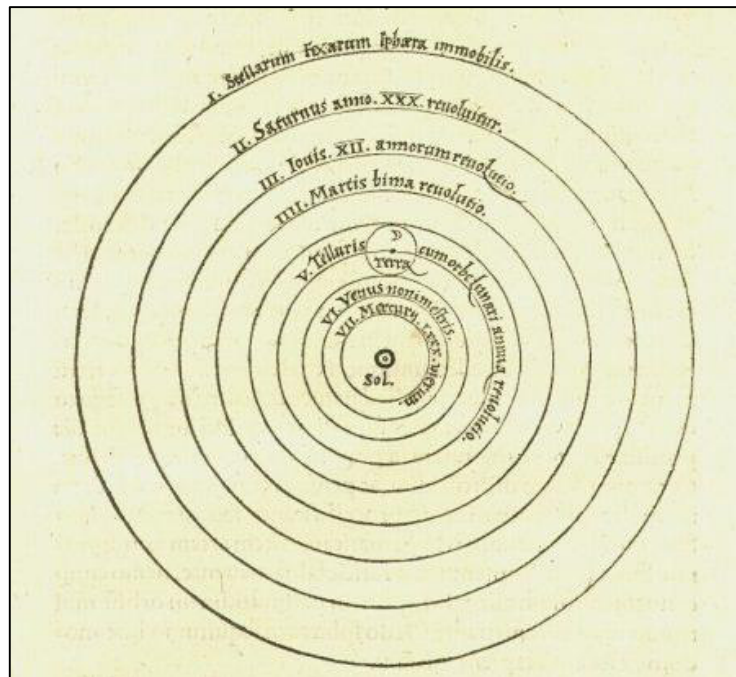 I. Stellarum Fixarum sphæra immobilis.
II. Saturnus anno. XXX. reuoluitur.
III. Iouis. XII. annorum reuolutio.
IIII. Martis bima reuolutio.
V. Telluris cum orbe lunari annua reuolutio.
Terra
VI. Venus nonimestris.
VII. Mercurij. lxxx. dierum.
Sol.